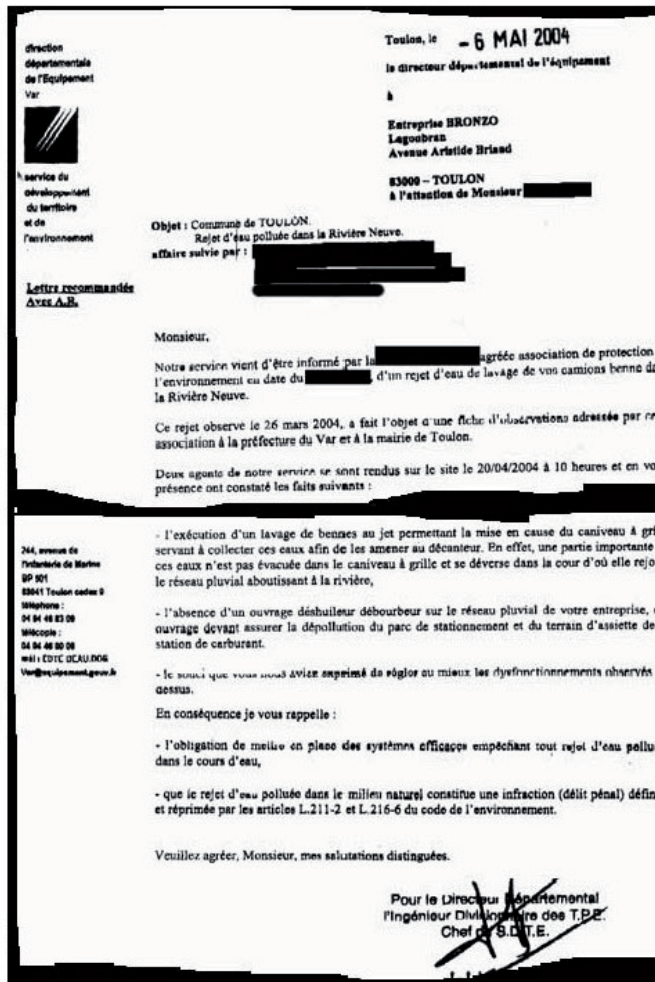 direction
départementale
de l'Equipement
Var
service du
développement
du territoire
et de
l'environnement
Lettre recommandée
Avec A.R.
Toulon, le - 6 MAI 2004
le directeur départemental de l'équipement
à
Entreprise BRONZO
Lagoubran
Avenue Aristide Briand
83000 – TOULON
à l'attention de Monsieur
Objet : Commune de TOULON.
Rejet d'eau polluée dans la Rivière Neuve.
affaire suivie par :
Monsieur,
Notre service vient d'être informé par la agréée association de protection
l'environnement en date du , d'un rejet d'eau de lavage de vos camions benne da
la Rivière Neuve.
Ce rejet observé le 26 mars 2004, a fait l'objet d'une fiche d'observations adressée par ce
association à la préfecture du Var et à la mairie de Toulon.
Deux agents de notre service se sont rendus sur le site le 20/04/2004 à 10 heures et en vo
présence ont constaté les faits suivants :
244, avenue de
l'Infanterie de Marine
BP 501
83041 Toulon cedex 9
téléphone :
04 94 46 83 09
télécopie :
- l'exécution d'un lavage de bennes au jet permettant la mise en cause du caniveau à gri
servant à collecter ces eaux afin de les amener au décanteur. En effet, une partie importante
ces eaux n'est pas évacuée dans le caniveau à grille et se déverse dans la cour d'où elle rejo
le réseau pluvial aboutissant à la rivière,
- l'absence d'un ouvrage déshuileur débourbeur sur le réseau pluvial de votre entreprise,
ouvrage devant assurer la dépollution du parc de stationnement et du terrain d'assiette de
station de carburant.
- le souci que vous nous aviez exprimé de régler au mieux les dysfonctionnements observés
dessus.
En conséquence je vous rappelle :
- l'obligation de mettre en place des systèmes efficaces empêchant tout rejet d'eau pollu
dans le cours d'eau,
- que le rejet d'eau polluée dans le milieu naturel constitue une infraction (délit pénal) défin
et réprimée par les articles L.211-2 et L.216-6 du code de l'environnement.
Veuillez agréer, Monsieur, mes salutations distinguées.
Pour le Directeur Départemental
l'Ingénieur Divisionnaire des T.P.E.
Chef du S.D.T.E.